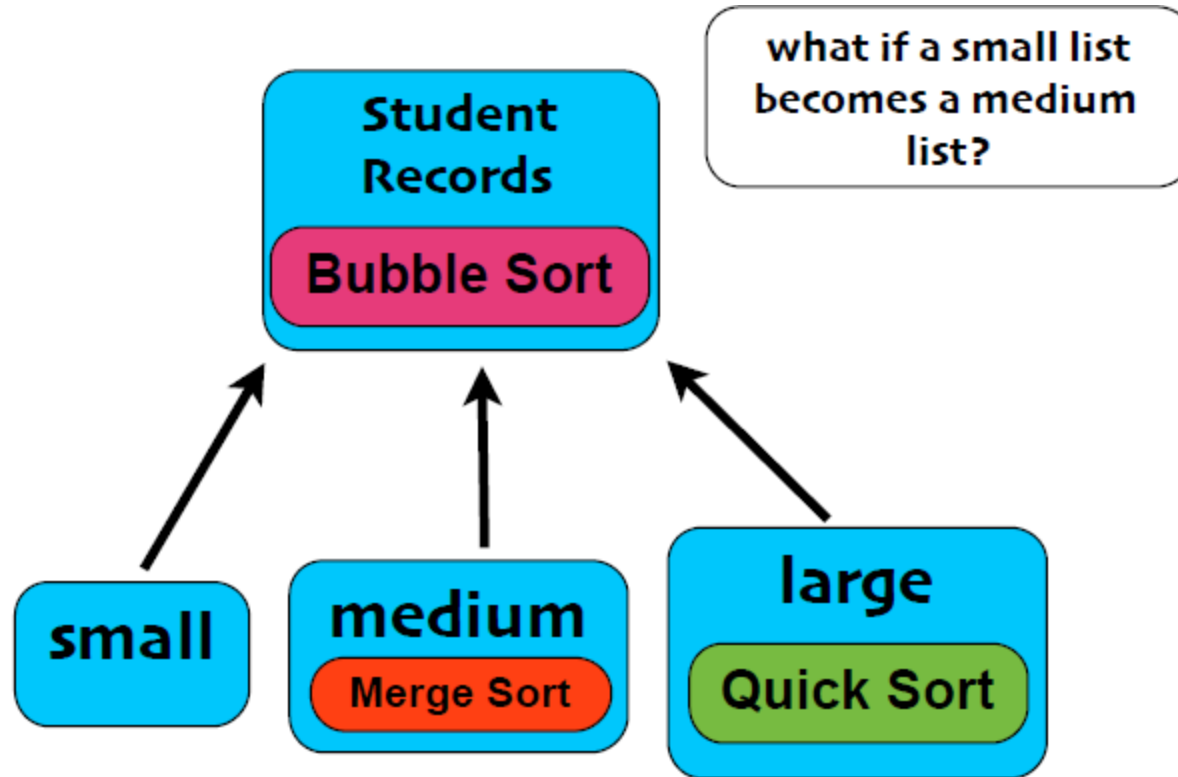 what if a small list
becomes a medium
list?
Student
Records
Bubble Sort
small
medium
Merge Sort
large
Quick Sort